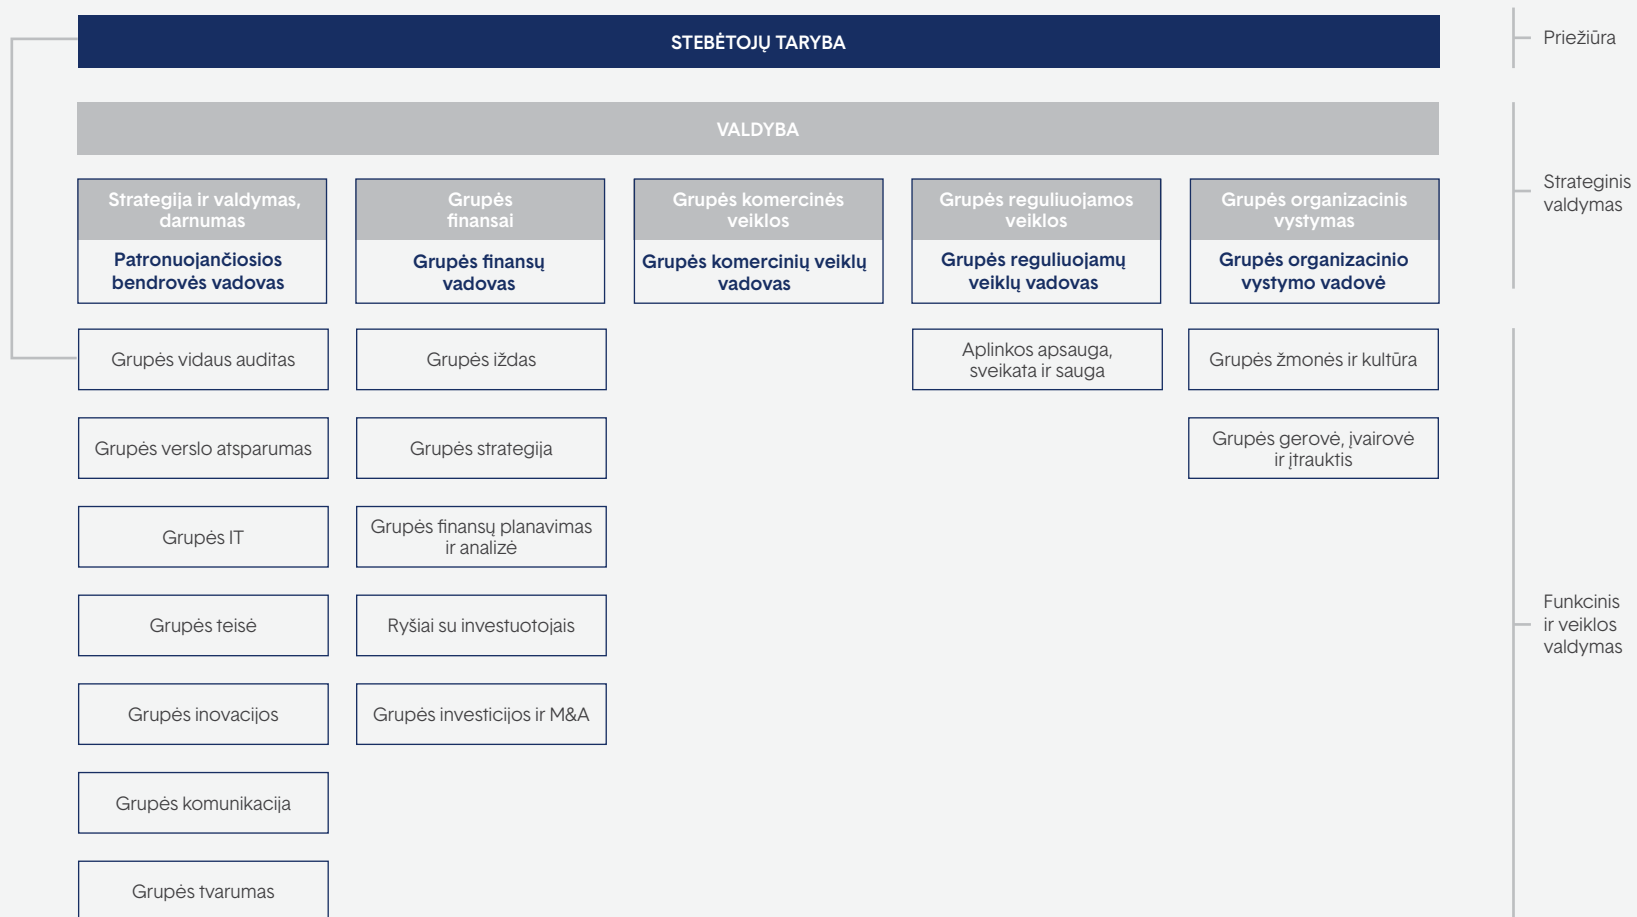 STEBĖTOJŲ TARYBA
Priežiūra
VALDYBA
Strateginis
valdymas
Strategija ir valdymas,
darnumas
Patronuojančiosios
bendrovės vadovas
Grupės
finansai
Grupės finansų
vadovas
Grupės komercinės
veiklos
Grupės komercinių veiklų
vadovas
Grupės reguliuojamos
veiklos
Grupės reguliuojamų
veiklų vadovas
Grupės organizacinis
vystymas
Grupės organizacinio
vystymo vadovė
Grupės vidaus auditas
Grupės iždas
Aplinkos apsauga,
sveikata ir sauga
Grupės žmonės ir kultūra
Grupės verslo atsparumas
Grupės strategija
Grupės gerovė, įvairovė
ir įtrauktis
Grupės IT
Grupės finansų planavimas
ir analizė
Grupės teisė
Ryšiai su investuotojais
Funkcinis
ir veiklos
valdymas
Grupės inovacijos
Grupės investicijos ir M&A
Grupės komunikacija
Grupės tvarumas